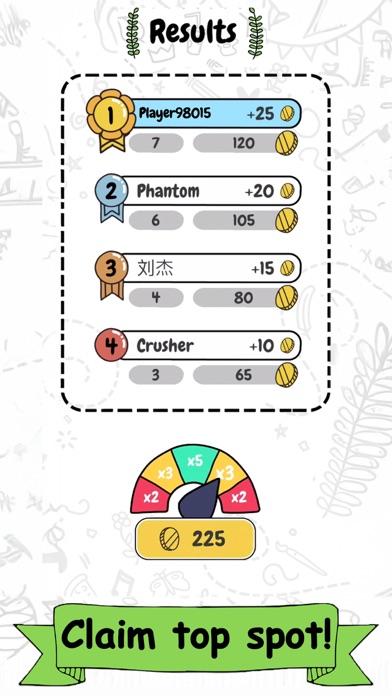 Results
1 Player98015 +25
7 120
2 Phantom +20
6 105
3 刘杰 +15
4 80
4 Crusher +10
3 65
x2 x3 x5 x3 x2
225
Claim top spot!